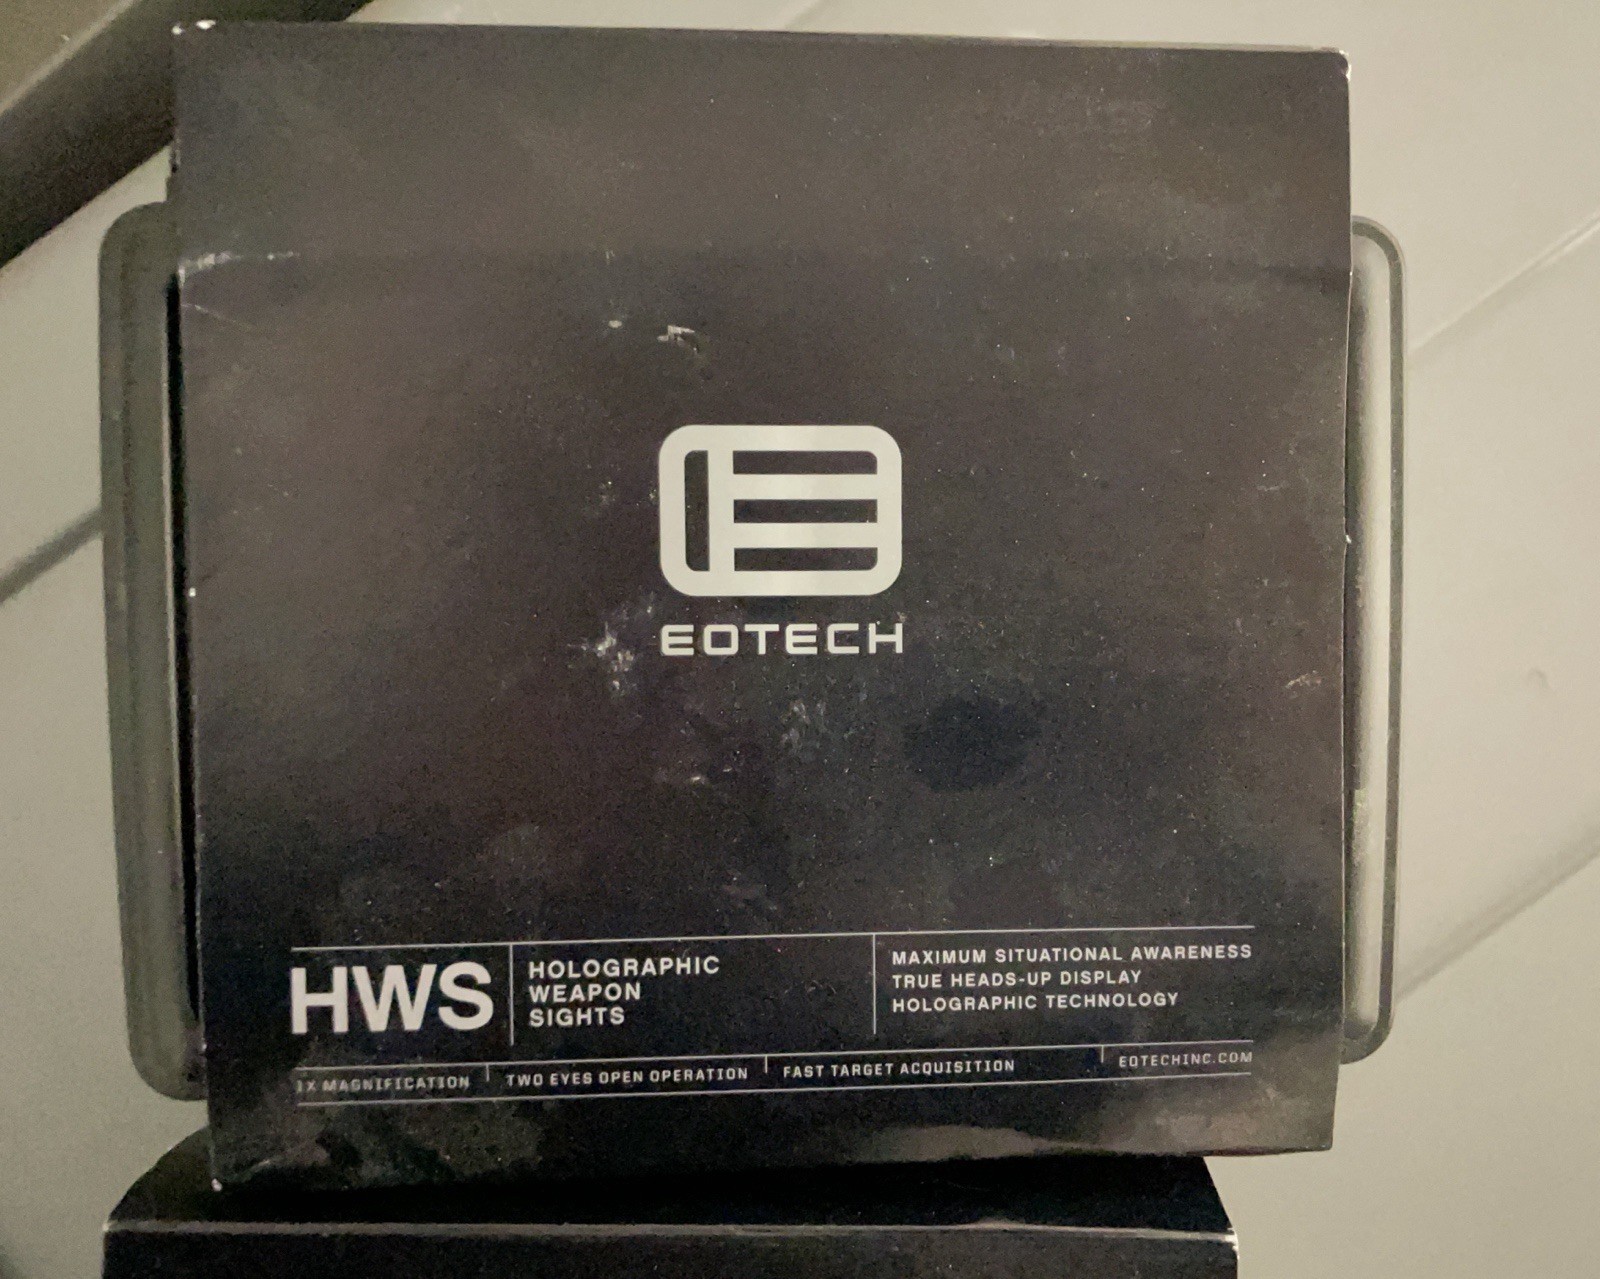 EOTECH
HWS
HOLOGRAPHIC
WEAPON
SIGHTS
MAXIMUM SITUATIONAL AWARENESS
TRUE HEADS-UP DISPLAY
HOLOGRAPHIC TECHNOLOGY
1X MAGNIFICATION
TWO EYES OPEN OPERATION
FAST TARGET ACQUISITION
EOTECHINC.COM